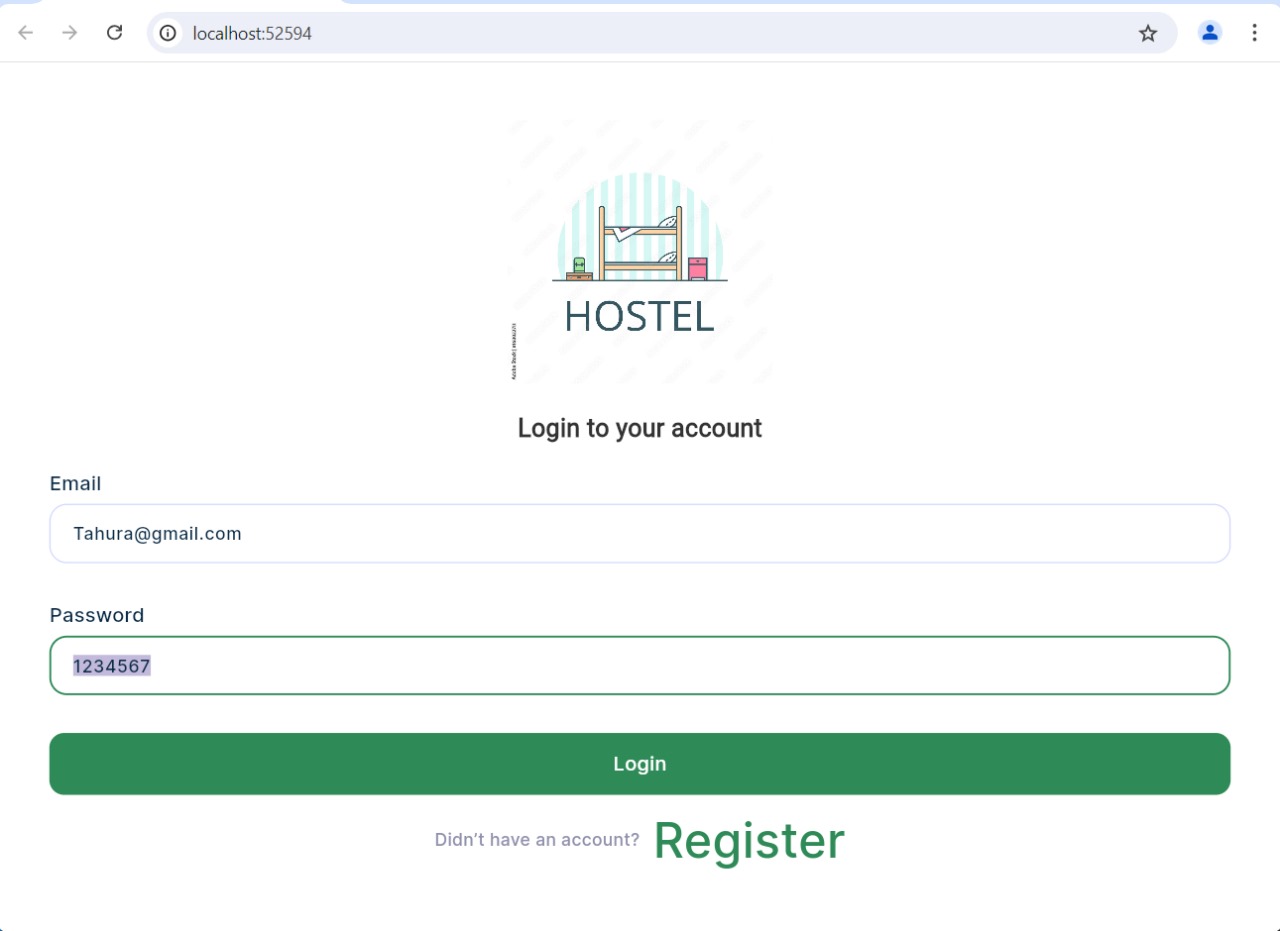 localhost:52594
HOSTEL
Login to your account
Email
Tahura@gmail.com
Password
1234567
Login
Didn’t have an account? Register